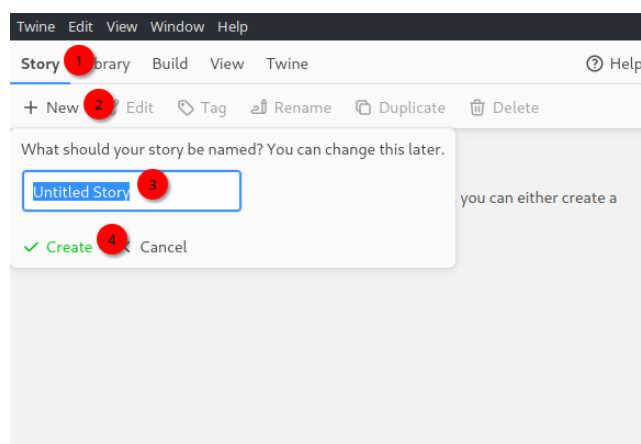 Twine Edit View Window Help
Story 1 brary Build View Twine Help
+ New 2 Edit Tag Rename Duplicate Delete
What should your story be named? You can change this later.
Untitled Story 3
you can either create a
Create 4 Cancel